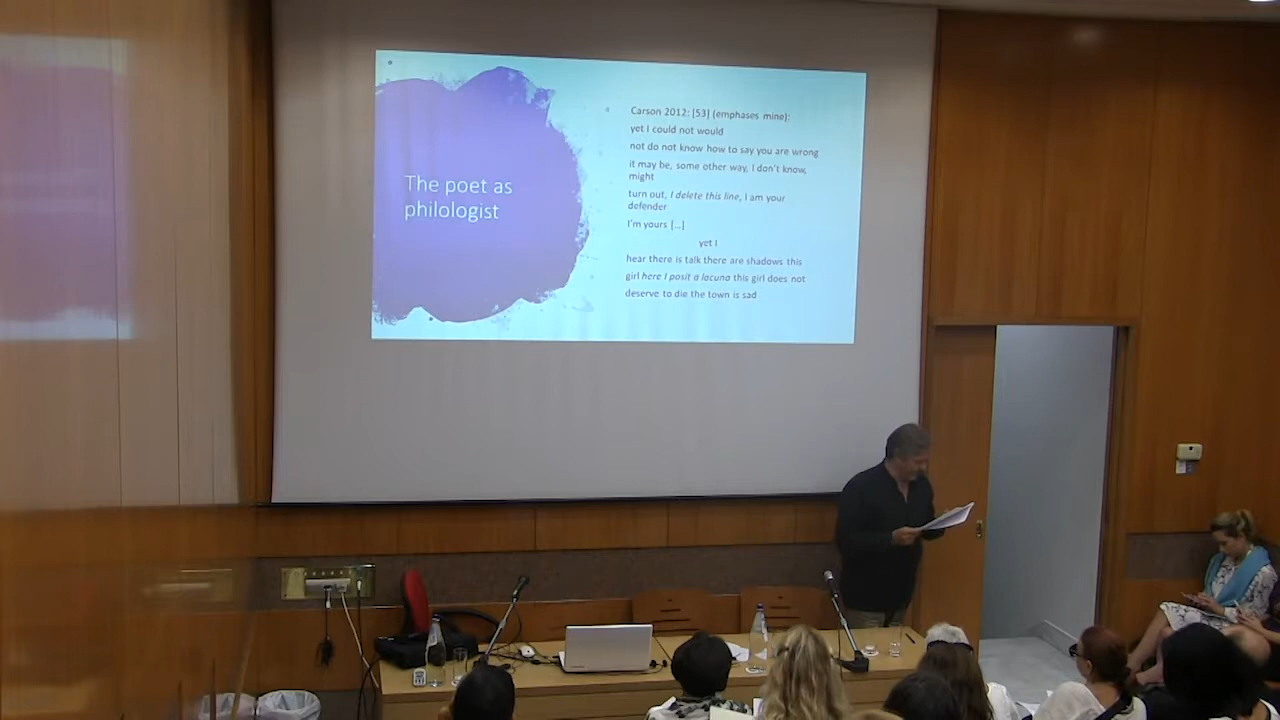 The poet as
philologist
Carson 2012: [53] (emphases mine):
yet I could not would
not do not know how to say you are wrong
it may be, some other way, I don't know,
might
turn out, I delete this line, I am your
defender
I'm yours […]
yet I
hear there is talk there are shadows this
girl here I posit a lacuna this girl does not
deserve to die the town is sad